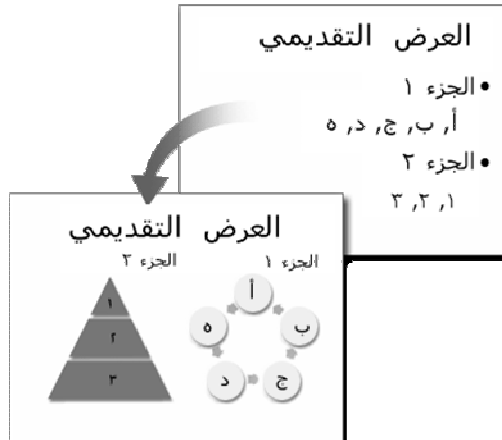 العرض التقديمي
• الجزء ١
أ, ب, ج, د, ه
• الجزء ٢
١, ٢, ٣
العرض التقديمي
الجزء ١
الجزء ٢
أ
ب
ج
د
ه
١
٢
٣